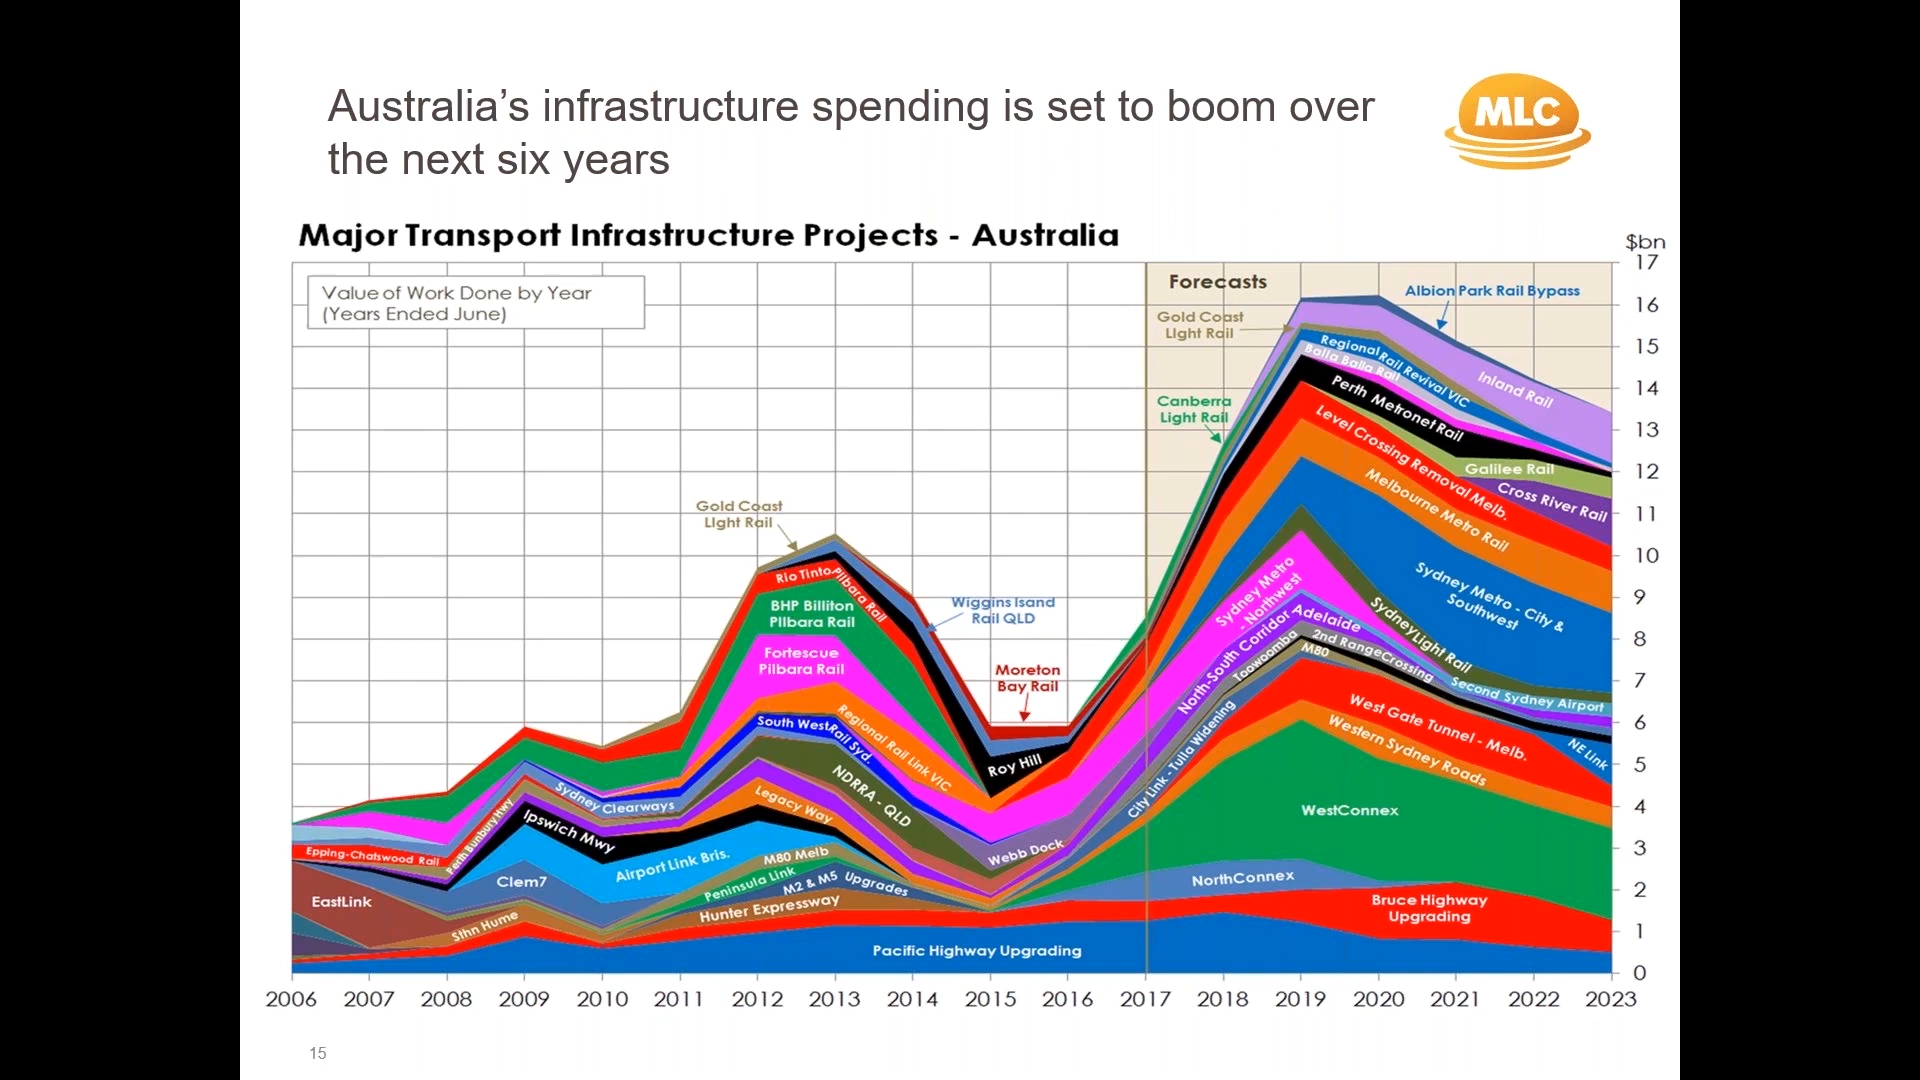 Australia's infrastructure spending is set to boom over
the next six years
MLC
Major Transport Infrastructure Projects - Australia
$bn
Value of Work Done by Year
(Years Ended June)
Forecasts
Albion Park Rail Bypass
Gold Coast
LIght Rail
Regional Rail Revival VIC
Balla Balla Rail
Inland Rail
Perth Metronet Rail
Canberra
Light Rail
Level Crossing Removal Melb.
Galilee Rail
Cross River Rail
Melbourne Metro Rail
Gold Coast
LIght Rail
Rio Tinto Pilbara Rail
BHP Billiton
PIlbara Rail
Fortescue
Pilbara Rail
Wiggins Isand
Rail QLD
Moreton
Bay Rail
Sydney Metro
- Northwest
Sydney Metro - City &
Southwest
Sydney Light Rail
North-South Corridor Adelaide
Toowoomba 2nd RangeCrossing
M80
Second Sydney Airport
South West Rail Syd.
Regional Rail Link VIC
NDRRA - QLD
Roy Hill
City Link - Tulla Widening
West Gate Tunnel - Melb.
Western Sydney Roads
NE Link
Sydney Clearways
Perth Bunbury Hwy
Ipswich Mwy
Legacy Way
Airport Link Bris.
M80 Melb
Webb Dock
WestConnex
Epping-Chatswood Rail
Clem7
Peninsula Link
M2 & M5 Upgrades
NorthConnex
EastLink
Sthn Hume
Hunter Expressway
Bruce Highway
Upgrading
Pacific Highway Upgrading
17
16
15
14
13
12
11
10
9
8
7
6
5
4
3
2
1
0
2006 2007 2008 2009 2010 2011 2012 2013 2014 2015 2016 2017 2018 2019 2020 2021 2022 2023
15